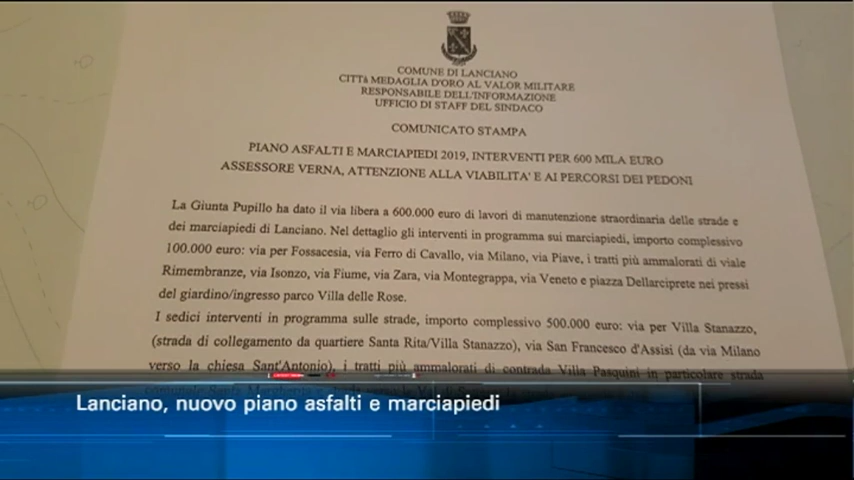 COMUNE DI LANCIANO
CITTà MEDAGLIA D'ORO AL VALOR MILITARE
RESPONSABILE DELL'INFORMAZIONE
UFFICIO DI STAFF DEL SINDACO
COMUNICATO STAMPA
PIANO ASFALTI E MARCIAPIEDI 2019, INTERVENTI PER 600 MILA EURO
ASSESSORE VERNA, ATTENZIONE ALLA VIABILITA' E AI PERCORSI DEI PEDONI
La Giunta Pupillo ha dato il via libera a 600.000 euro di lavori di manutenzione straordinaria delle strade e
dei marciapiedi di Lanciano. Nel dettaglio gli interventi in programma sui marciapiedi, importo complessivo
100.000 euro: via per Fossacesia, via Ferro di Cavallo, via Milano, via Piave, i tratti più ammalorati di viale
Rimembranze, via Isonzo, via Fiume, via Zara, via Montegrappa, via Veneto e piazza Dellarciprete nei pressi
del giardino/ingresso parco Villa delle Rose.
I sedici interventi in programma sulle strade, importo complessivo 500.000 euro: via per Villa Stanazzo,
(strada di collegamento da quartiere Santa Rita/Villa Stanazzo), via San Francesco d'Assisi (da via Milano
verso la chiesa Sant'Antonio), i tratti più ammalorati di contrada Villa Pasquini in particolare strada
Lanciano, nuovo piano asfalti e marciapiedi